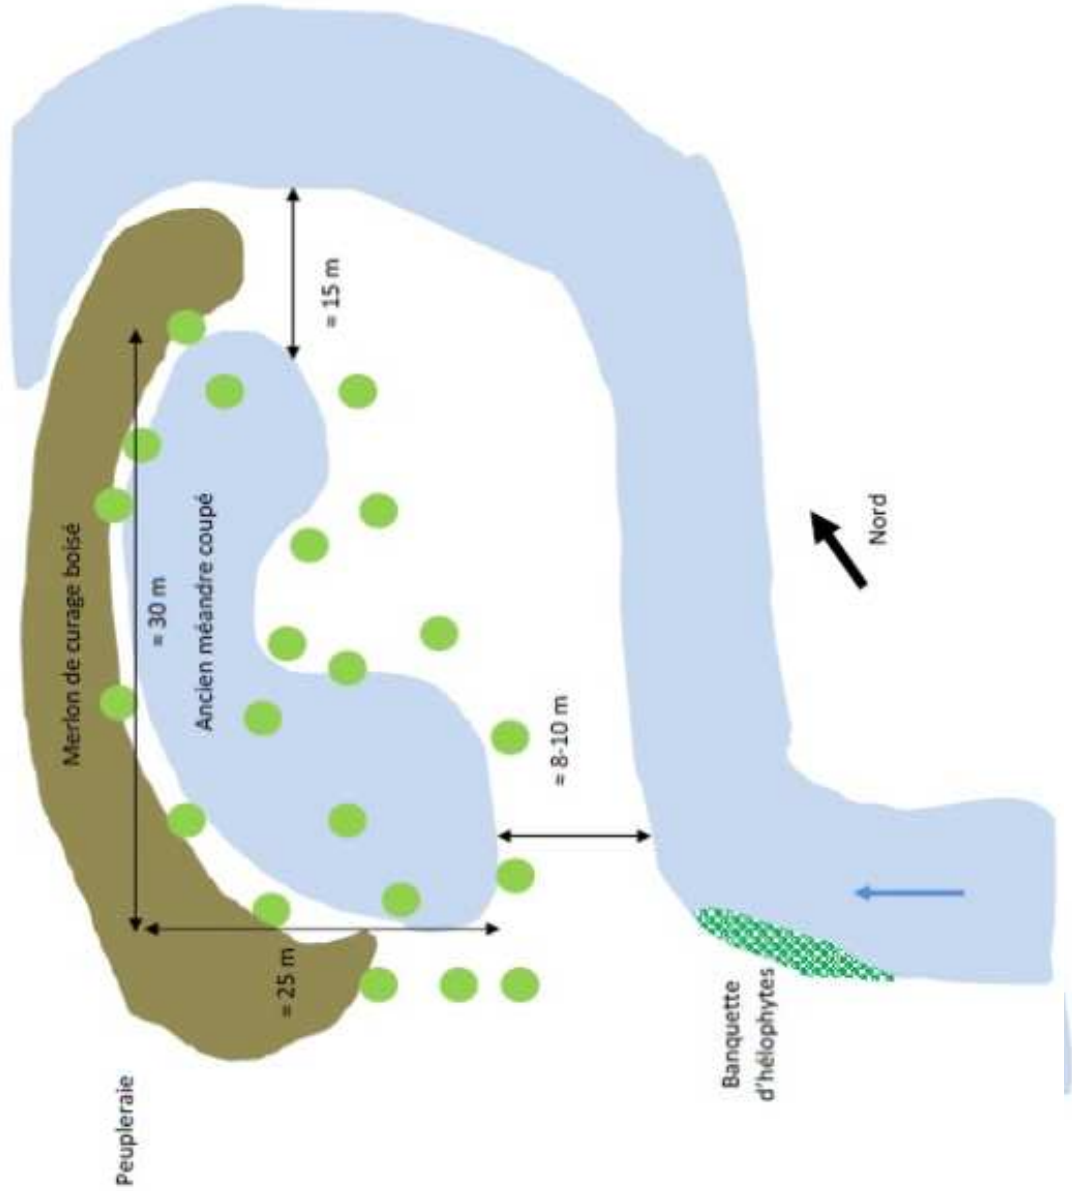 Peupleraie
Merlon de curage boisé
= 30 m
Ancien méandre coupé
= 25 m
= 15 m
= 8-10 m
Banquette
d'hélophytes
Nord